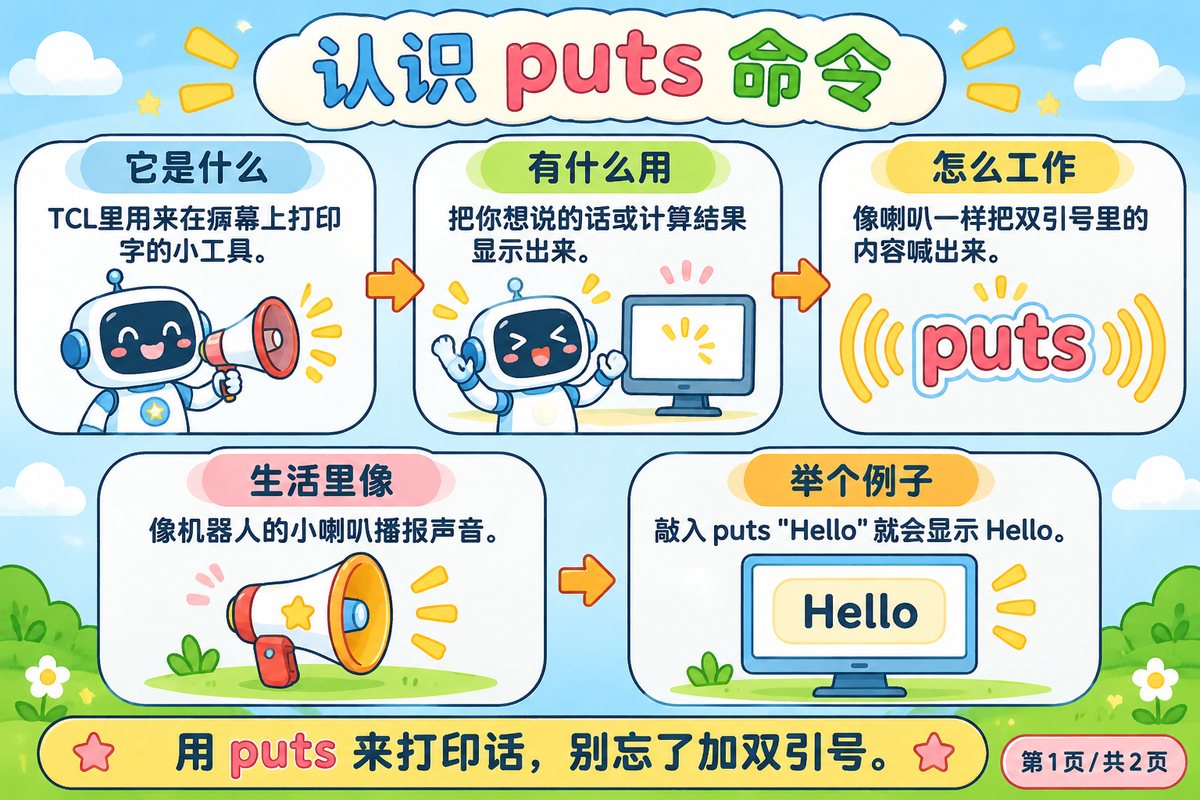 认识 puts 命令
它是什么
TCL里用来在屏幕上打印
字的小工具。
有什么用
把你想说的话或计算結果
显示出来。
怎么工作
像喇叭一样把双引号里的
内容喊出来。
puts
生活里像
像机器人的小喇叭播报声音。
举个例子
敲入 puts "Hello" 就会显示 Hello。
Hello
用 puts 来打印话，别忘了加双引号。
第1页/共2页